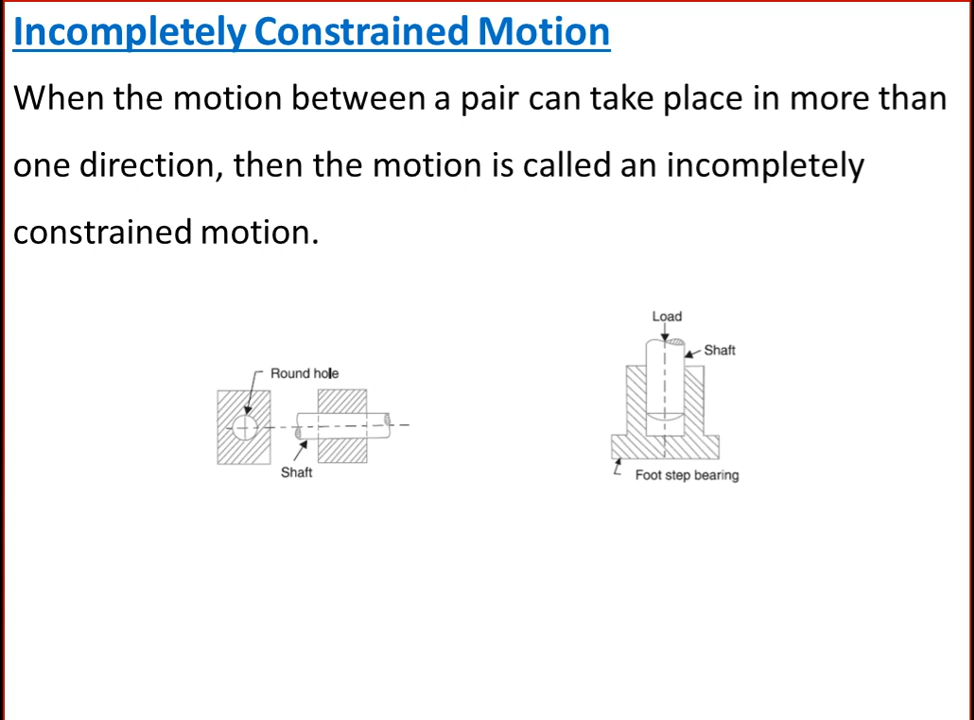 Incompletely Constrained Motion
When the motion between a pair can take place in more than
one direction, then the motion is called an incompletely
constrained motion.
Load
Shaft
Round hole
Shaft
Foot step bearing